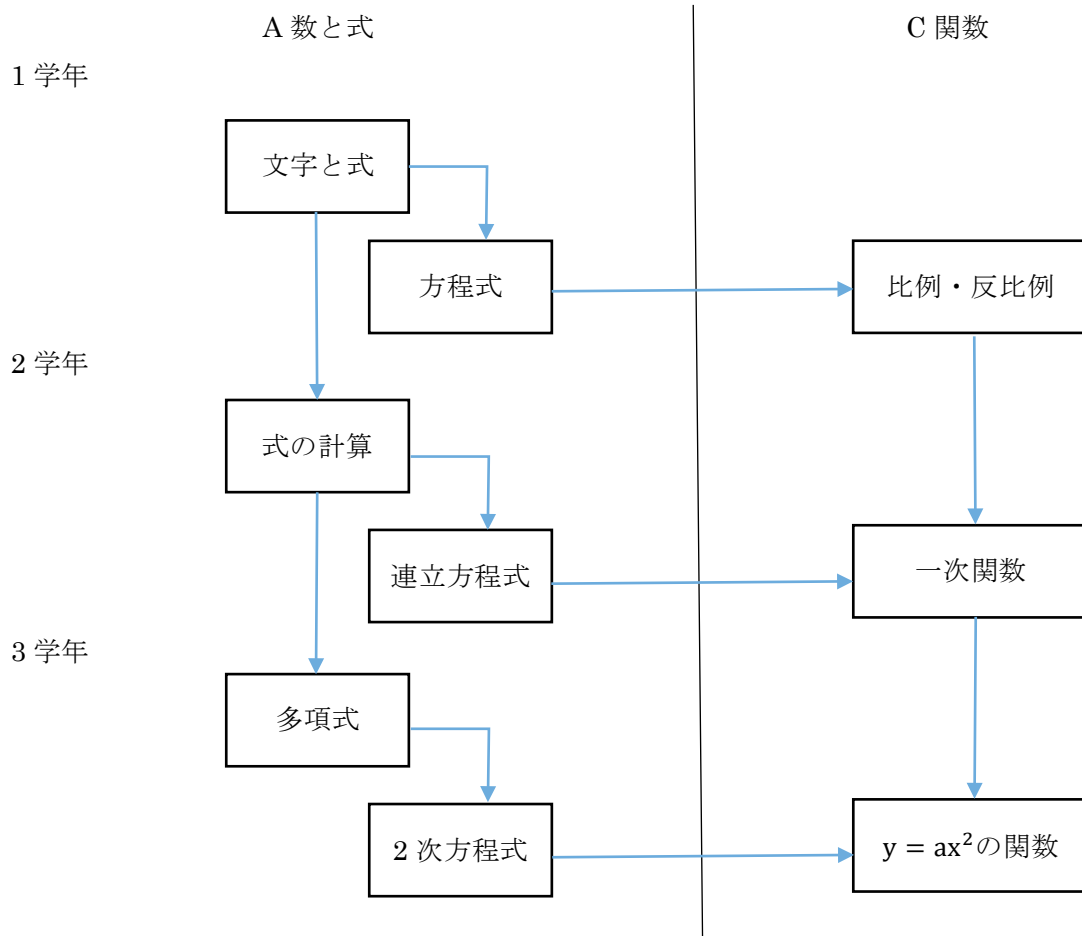 A 数と式
C 関数
1 学年
文字と式
方程式
比例・反比例
2 学年
式の計算
連立方程式
一次関数
3 学年
多項式
2 次方程式
y = ax²の関数